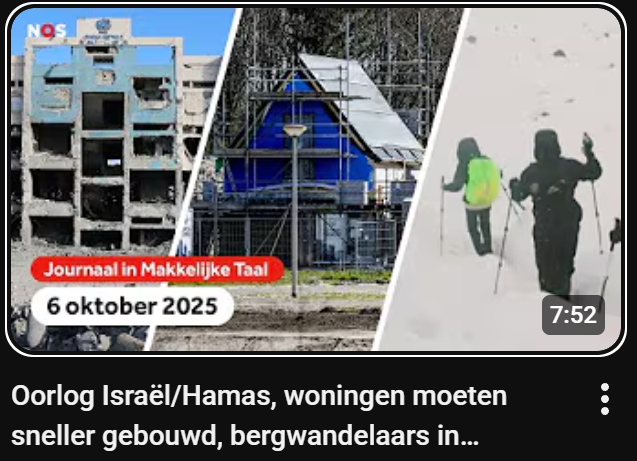 NOS
Journaal in Makkelijke Taal
6 oktober 2025
7:52
Oorlog Israël/Hamas, woningen moeten
sneller gebouwd, bergwandelaars in...